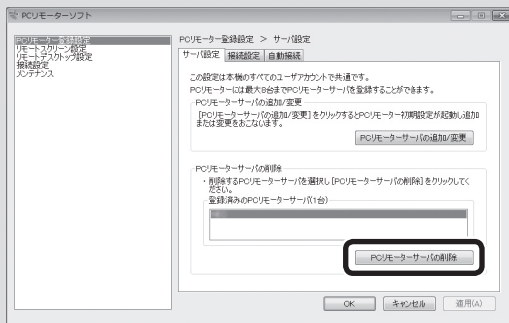 PCリモーターソフト
PCリモーター登録設定
リモートスクリーン設定
リモートデスクトップ設定
接続設定
メンテナンス
PCリモーター登録設定 > サーバ設定
サーバ設定 接続設定 自動接続
この設定は本機のすべてのユーザアカウントで共通です。
PCリモーターには最大8台までPCリモーターサーバを登録することができます。
PCリモーターサーバの追加/変更
[PCリモーターサーバの追加/変更]をクリックするとPCリモーター初期設定が起動し追加
または変更をおこないます。
PCリモーターサーバの追加/変更
PCリモーターサーバの削除
・削除するPCリモーターサーバを選択し[PCリモーターサーバの削除]をクリックしてく
ださい。
登録済みのPCリモーターサーバ(1台)
PCリモーターサーバの削除
OK キャンセル 適用(A)